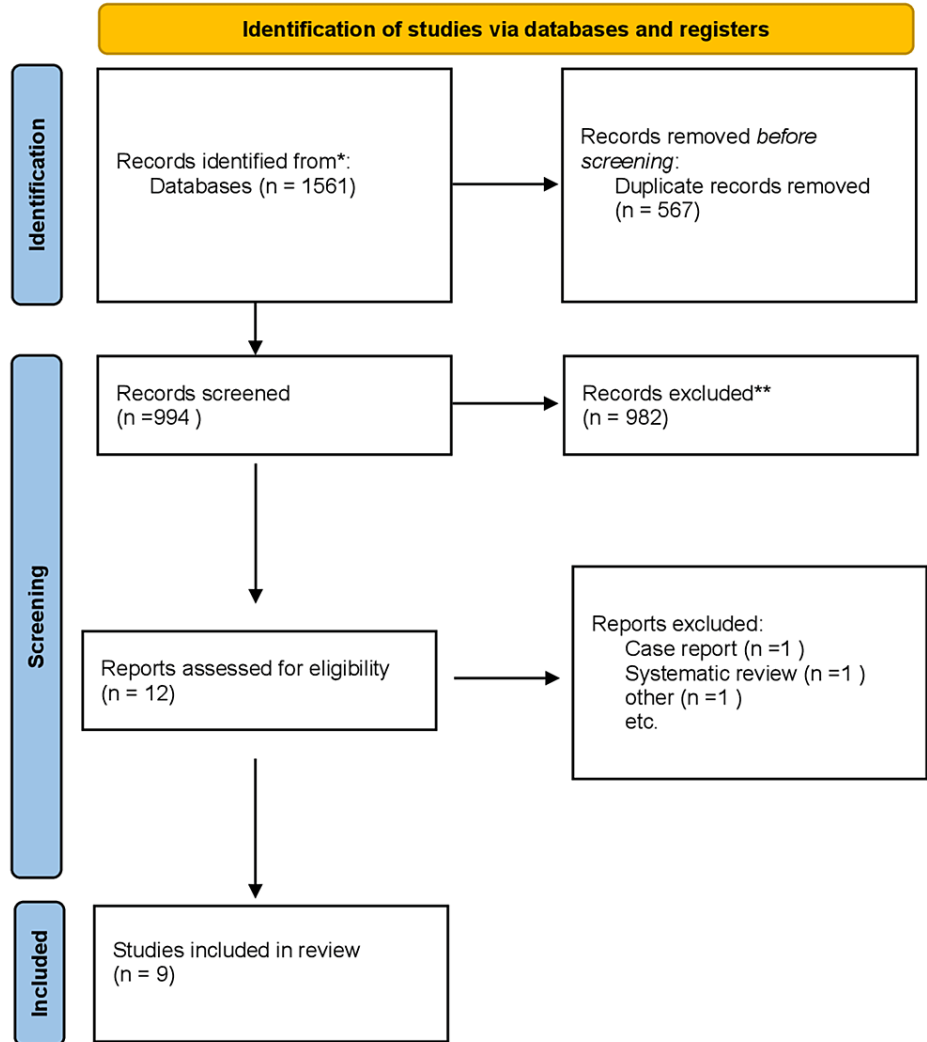 Identification of studies via databases and registers
Identification
Records identified from*:
Databases (n = 1561)
Records removed before
screening:
Duplicate records removed
(n = 567)
Screening
Records screened
(n =994 )
Records excluded**
(n = 982)
Reports assessed for eligibility
(n = 12)
Reports excluded:
Case report (n =1 )
Systematic review (n =1 )
other (n =1 )
etc.
Included
Studies included in review
(n = 9)